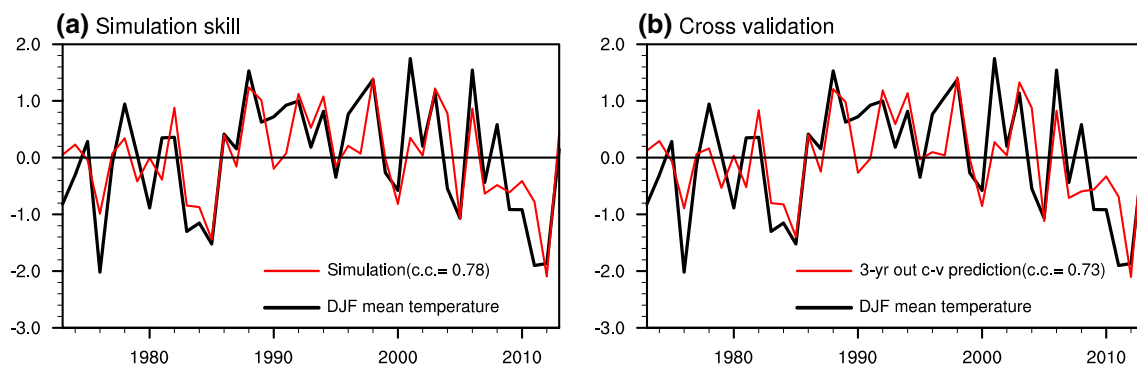 (a) Simulation skill
2.0
1.0
0.0
-1.0
-2.0
-3.0
Simulation(c.c.= 0.78)
DJF mean temperature
1980 1990 2000 2010
(b) Cross validation
2.0
1.0
0.0
-1.0
-2.0
-3.0
3-yr out c-v prediction(c.c.= 0.73)
DJF mean temperature
1980 1990 2000 2010